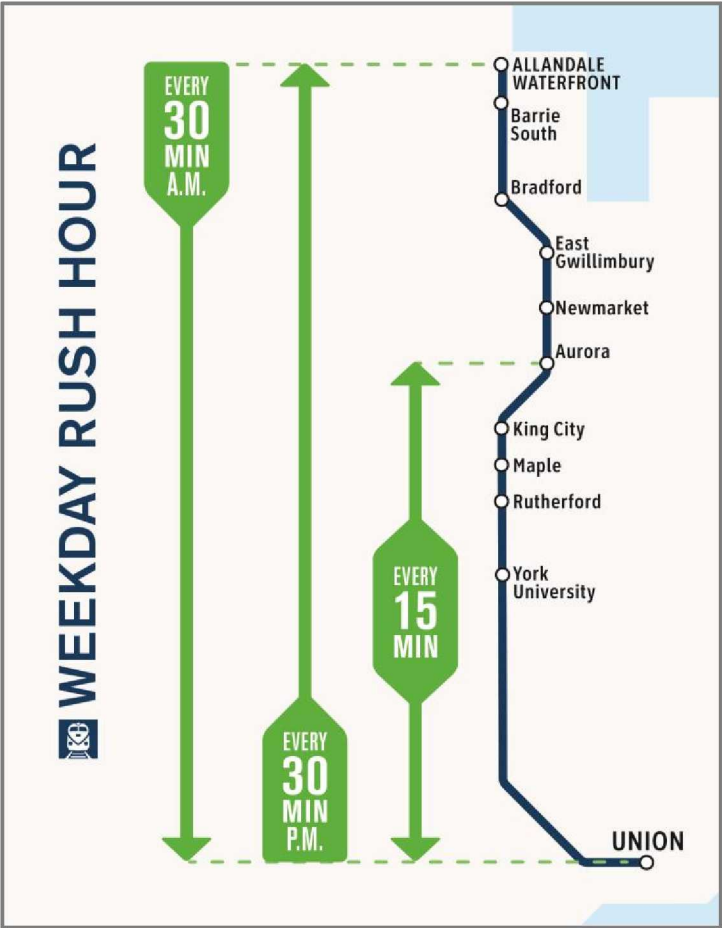 WEEKDAY RUSH HOUR
EVERY
30
MIN
A.M.
EVERY
30
MIN
P.M.
EVERY
15
MIN
ALLANDALE
WATERFRONT
Barrie
South
Bradford
East
Gwillimbury
Newmarket
Aurora
King City
Maple
Rutherford
York
University
UNION